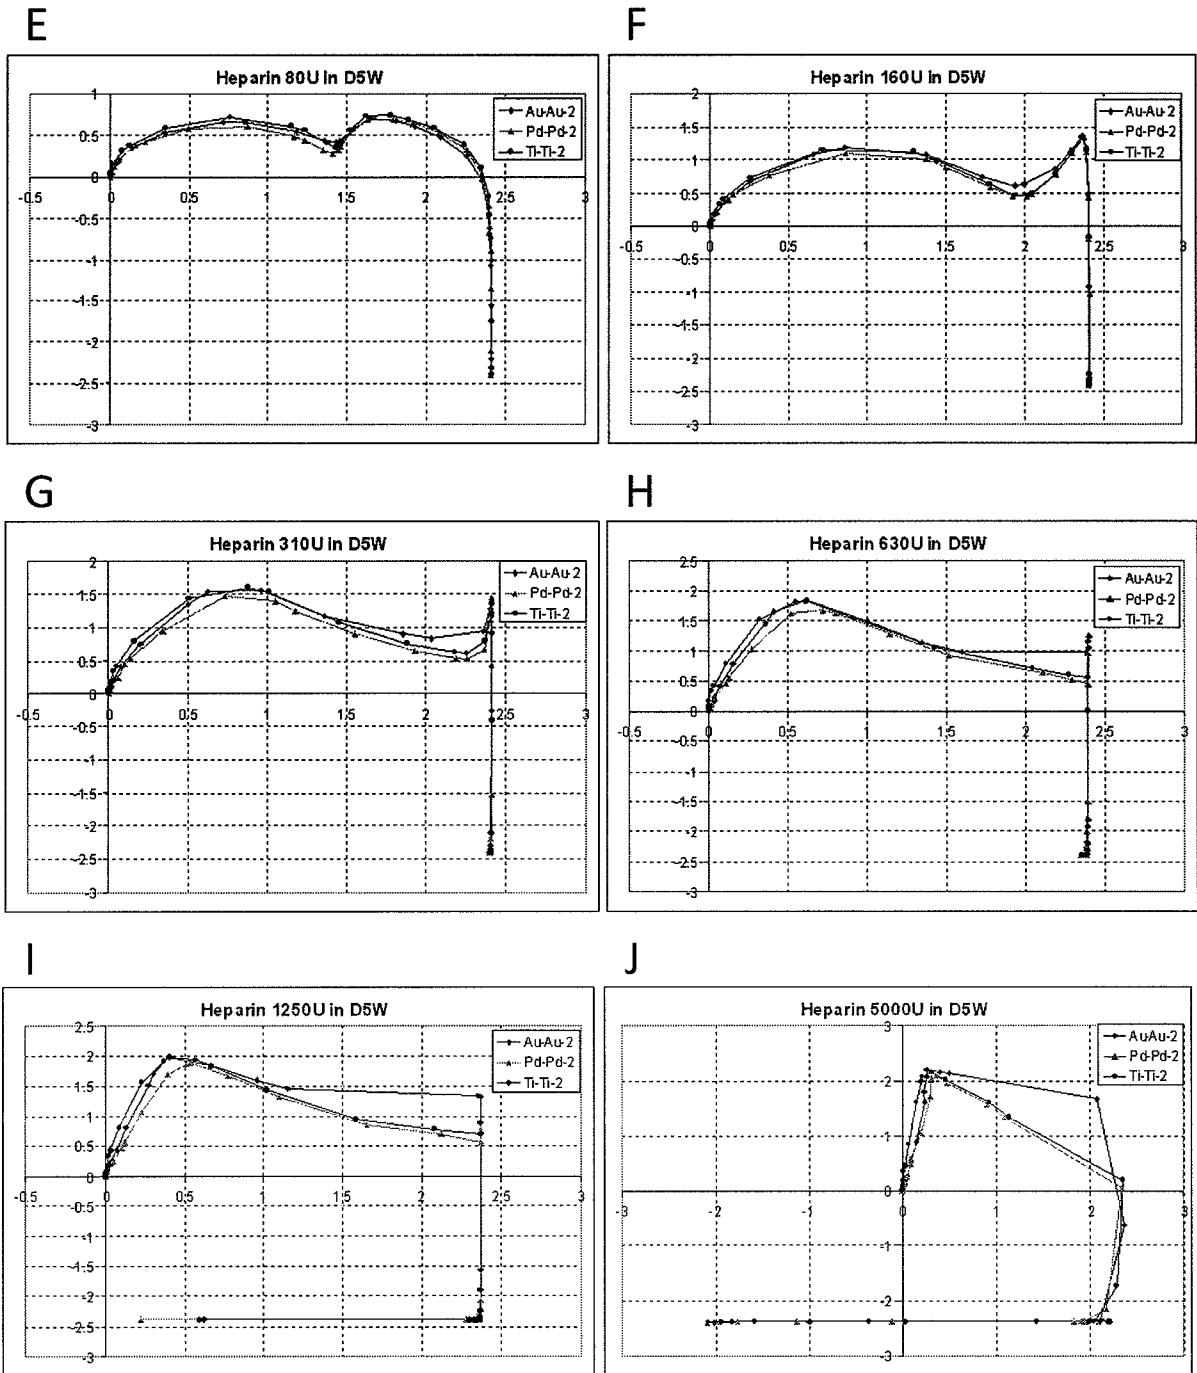 E
Heparin 80U in D5W
1
Au-Au-2
Pd-Pd-2
Ti-Ti-2
0.5
0
-0.5 0 0.5 1 1.5 2 2.5 3
-0.5
-1
-1.5
-2
-2.5
-3
F
Heparin 160U in D5W
2
Au-Au-2
Pd-Pd-2
Ti-Ti-2
1.5
1
0.5
0
-0.5 0 0.5 1 1.5 2 2.5 3
-0.5
-1
-1.5
-2
-2.5
-3
G
Heparin 310U in D5W
2
Au-Au-2
Pd-Pd-2
Ti-Ti-2
1.5
1
0.5
0
-0.5 0 0.5 1 1.5 2 2.5 3
-0.5
-1
-1.5
-2
-2.5
-3
H
Heparin 630U in D5W
2.5
Au-Au-2
Pd-Pd-2
Ti-Ti-2
2
1.5
1
0.5
0
-0.5 0 0.5 1 1.5 2 2.5 3
-0.5
-1
-1.5
-2
-2.5
-3
I
Heparin 1250U in D5W
2.5
Au-Au-2
Pd-Pd-2
Ti-Ti-2
2
1.5
1
0.5
0
-0.5 0 0.5 1 1.5 2 2.5 3
-0.5
-1
-1.5
-2
-2.5
-3
J
Heparin 5000U in D5W
3
Au-Au-2
Pd-Pd-2
Ti-Ti-2
2
1
0
-3 -2 -1 0 1 2 3
-1
-2
-3